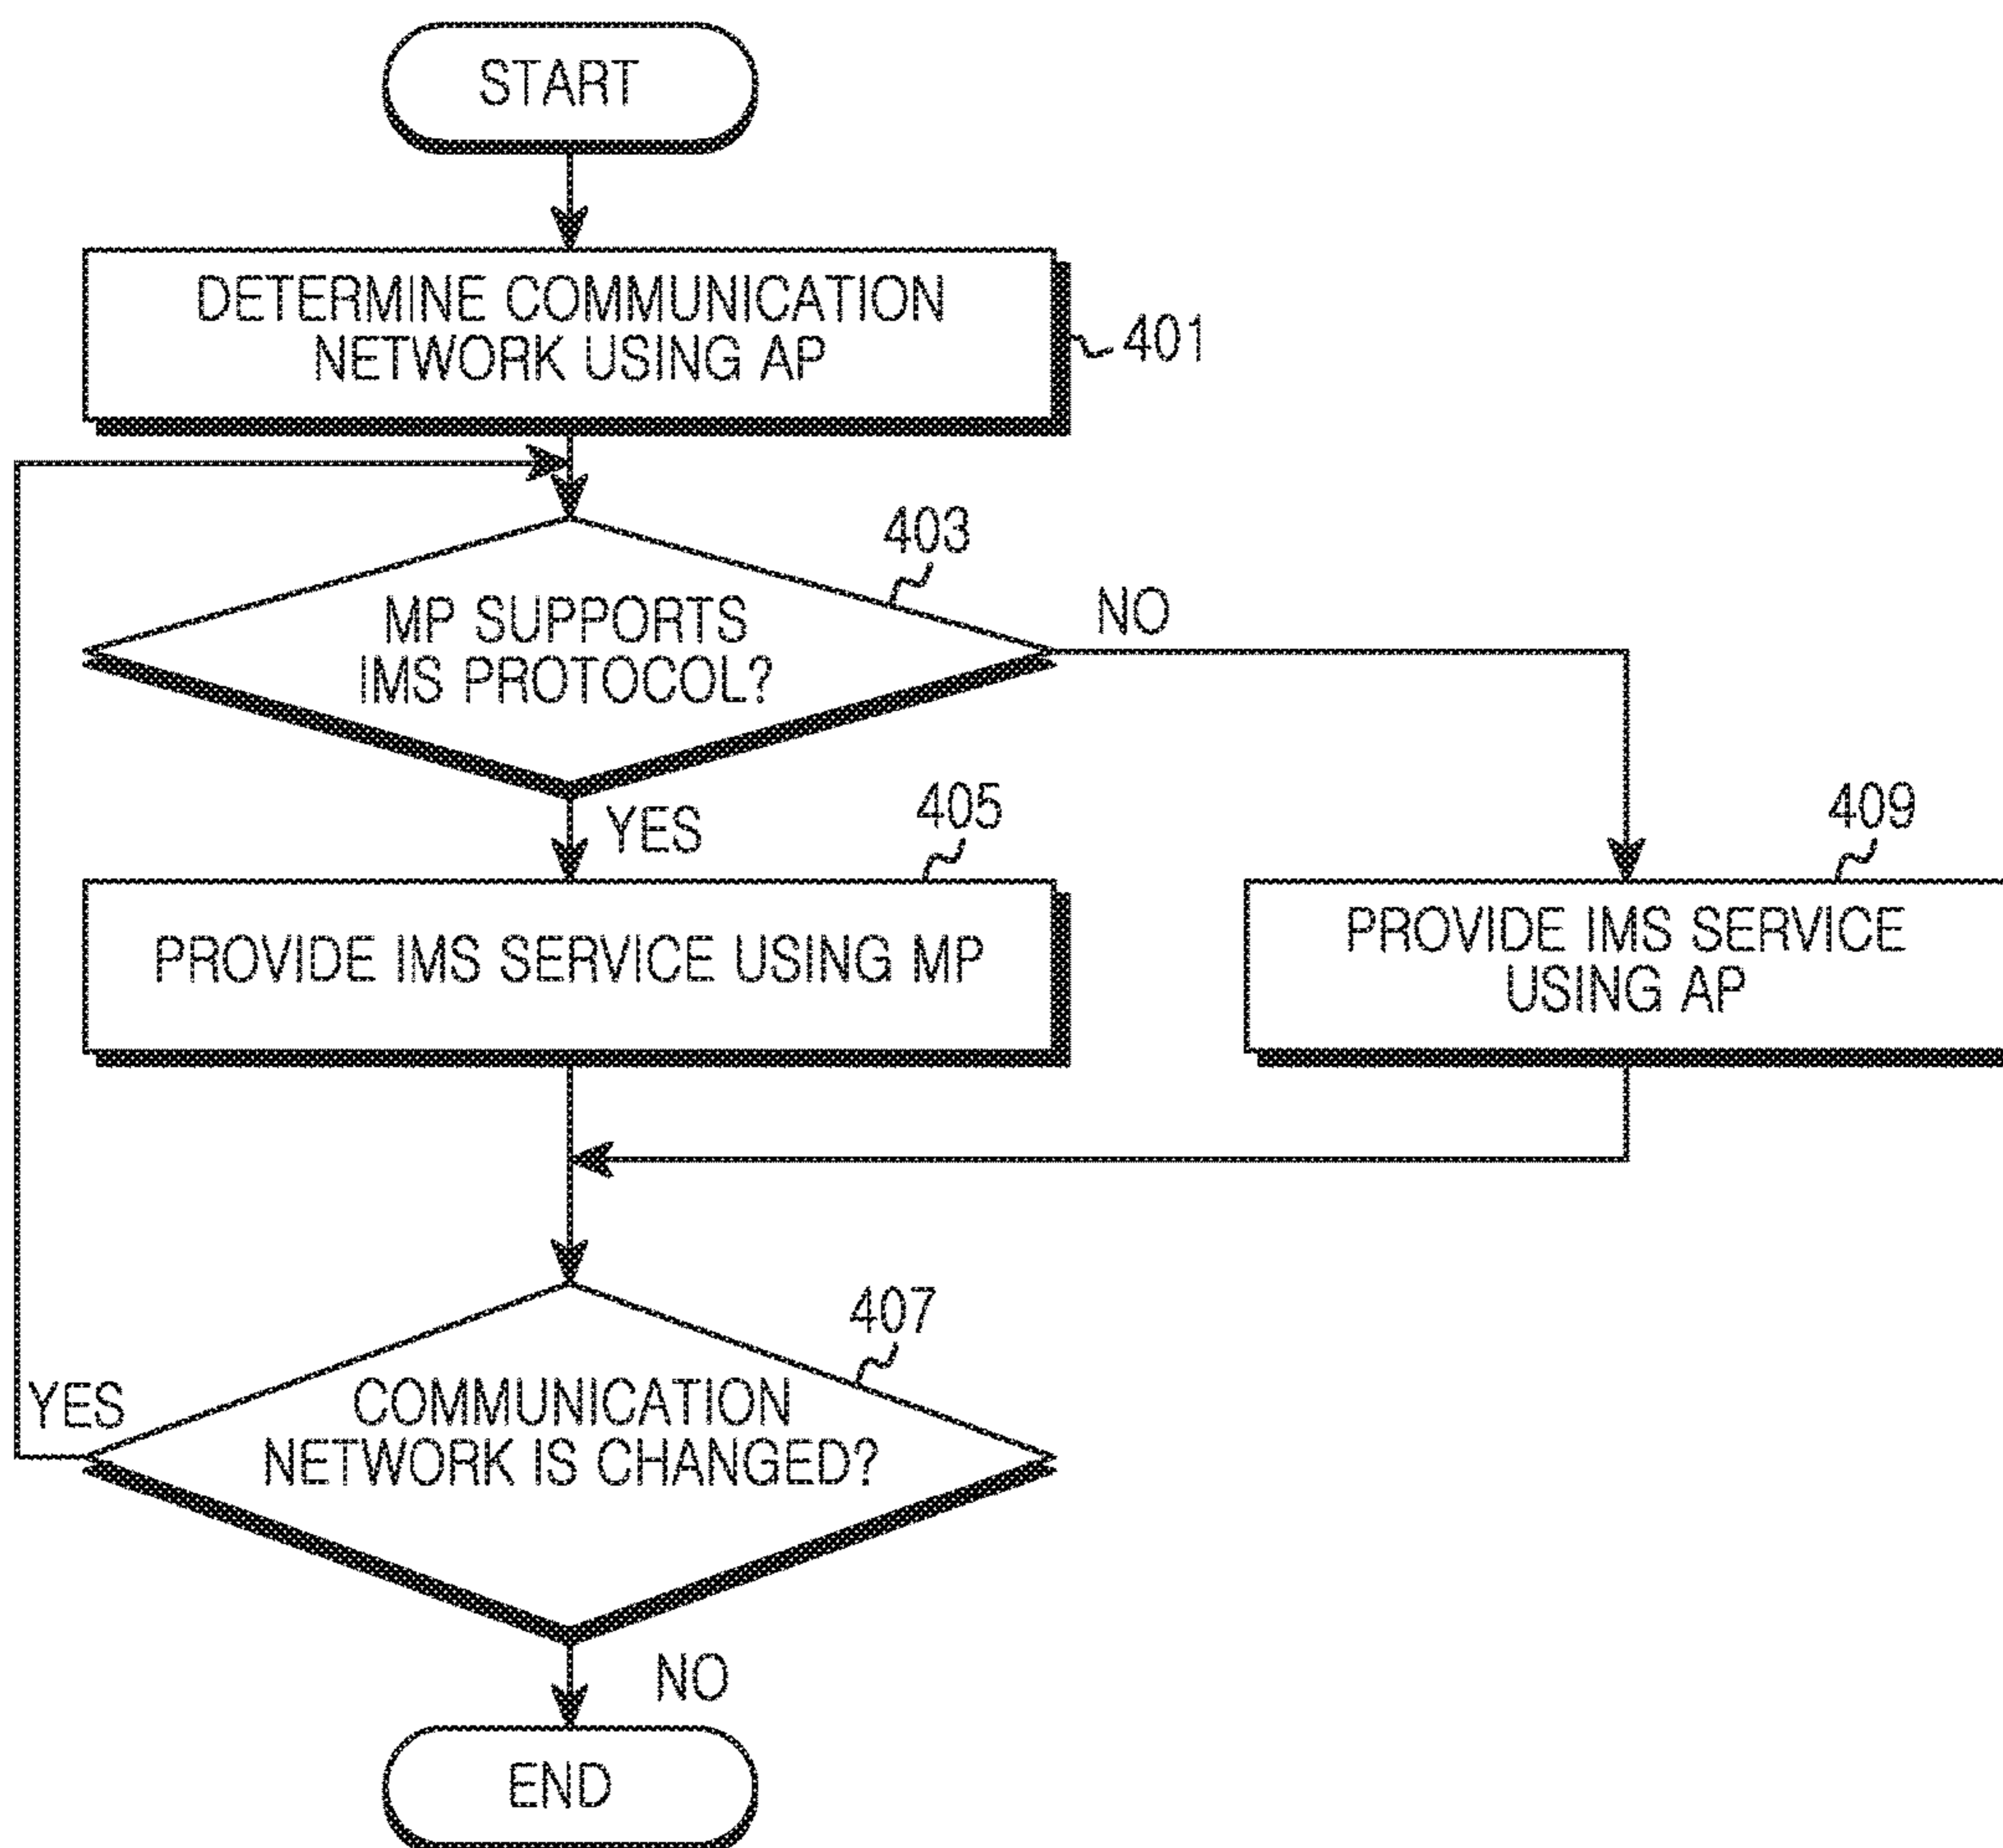 START
DETERMINE COMMUNICATION
NETWORK USING AP
401
403
MP SUPPORTS
IMS PROTOCOL?
NO
YES
405
409
PROVIDE IMS SERVICE USING MP
PROVIDE IMS SERVICE
USING AP
407
COMMUNICATION
NETWORK IS CHANGED?
YES
NO
END